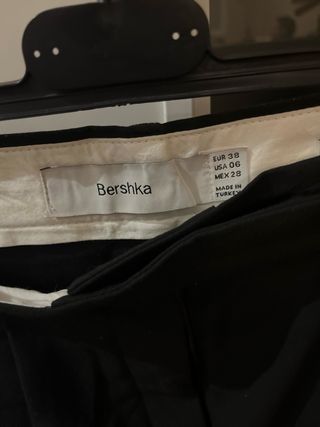 Bershka
EUR 38
USA 06
MEX 28
MADE IN
TURKEY